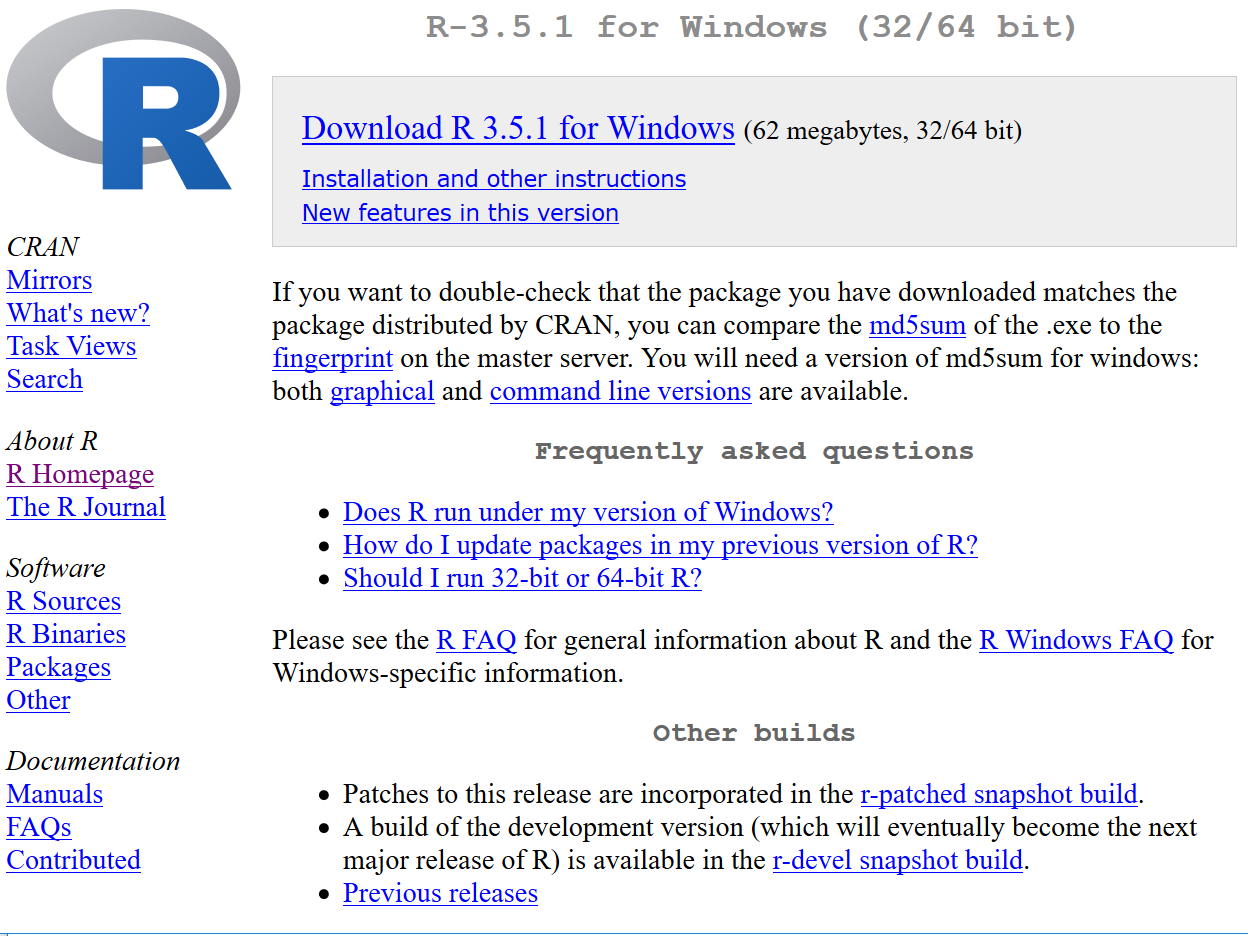 R
CRAN
Mirrors
What's new?
Task Views
Search
About R
R Homepage
The R Journal
Software
R Sources
R Binaries
Packages
Other
Documentation
Manuals
FAQs
Contributed
R-3.5.1 for Windows (32/64 bit)
Download R 3.5.1 for Windows (62 megabytes, 32/64 bit)
Installation and other instructions
New features in this version
If you want to double-check that the package you have downloaded matches the
package distributed by CRAN, you can compare the md5sum of the .exe to the
fingerprint on the master server. You will need a version of md5sum for windows:
both graphical and command line versions are available.
Frequently asked questions
• Does R run under my version of Windows?
• How do I update packages in my previous version of R?
• Should I run 32-bit or 64-bit R?
Please see the R FAQ for general information about R and the R Windows FAQ for
Windows-specific information.
Other builds
• Patches to this release are incorporated in the r-patched snapshot build.
• A build of the development version (which will eventually become the next
major release of R) is available in the r-devel snapshot build.
• Previous releases